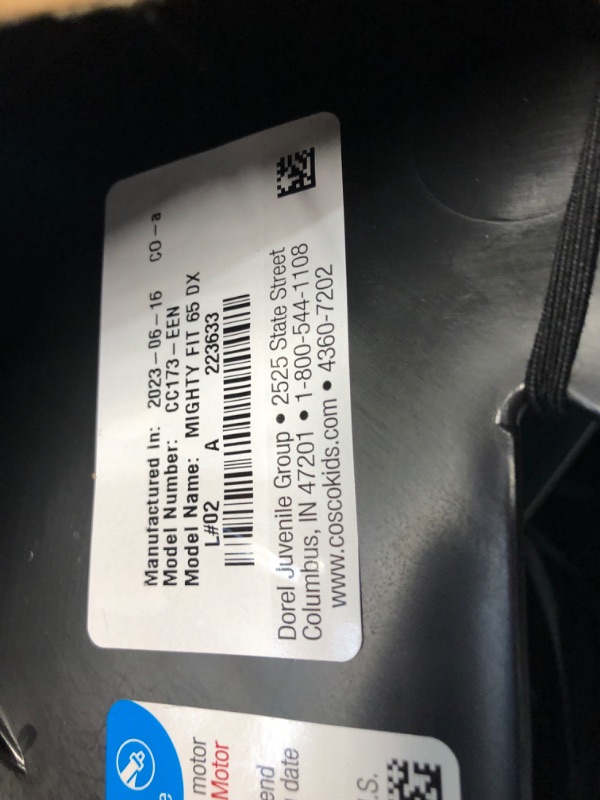 Manufactured in: 2023-06-16 CO-a
Model Number: CC173-EEN
Model Name: MIGHTY FIT 65 DX
L#02 A 223633
Dorel Juvenile Group • 2525 State Street
Columbus, IN 47201 • 1-800-544-1108
www.coscokids.com • 4360-7202
motor
Motor
end
date
.S.